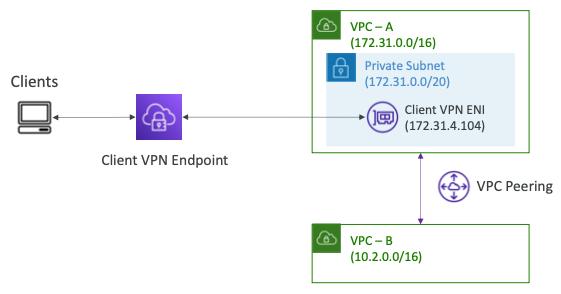 VPC – A
(172.31.0.0/16)
Private Subnet
(172.31.0.0/20)
Clients
Client VPN ENI
(172.31.4.104)
Client VPN Endpoint
VPC Peering
VPC – B
(10.2.0.0/16)